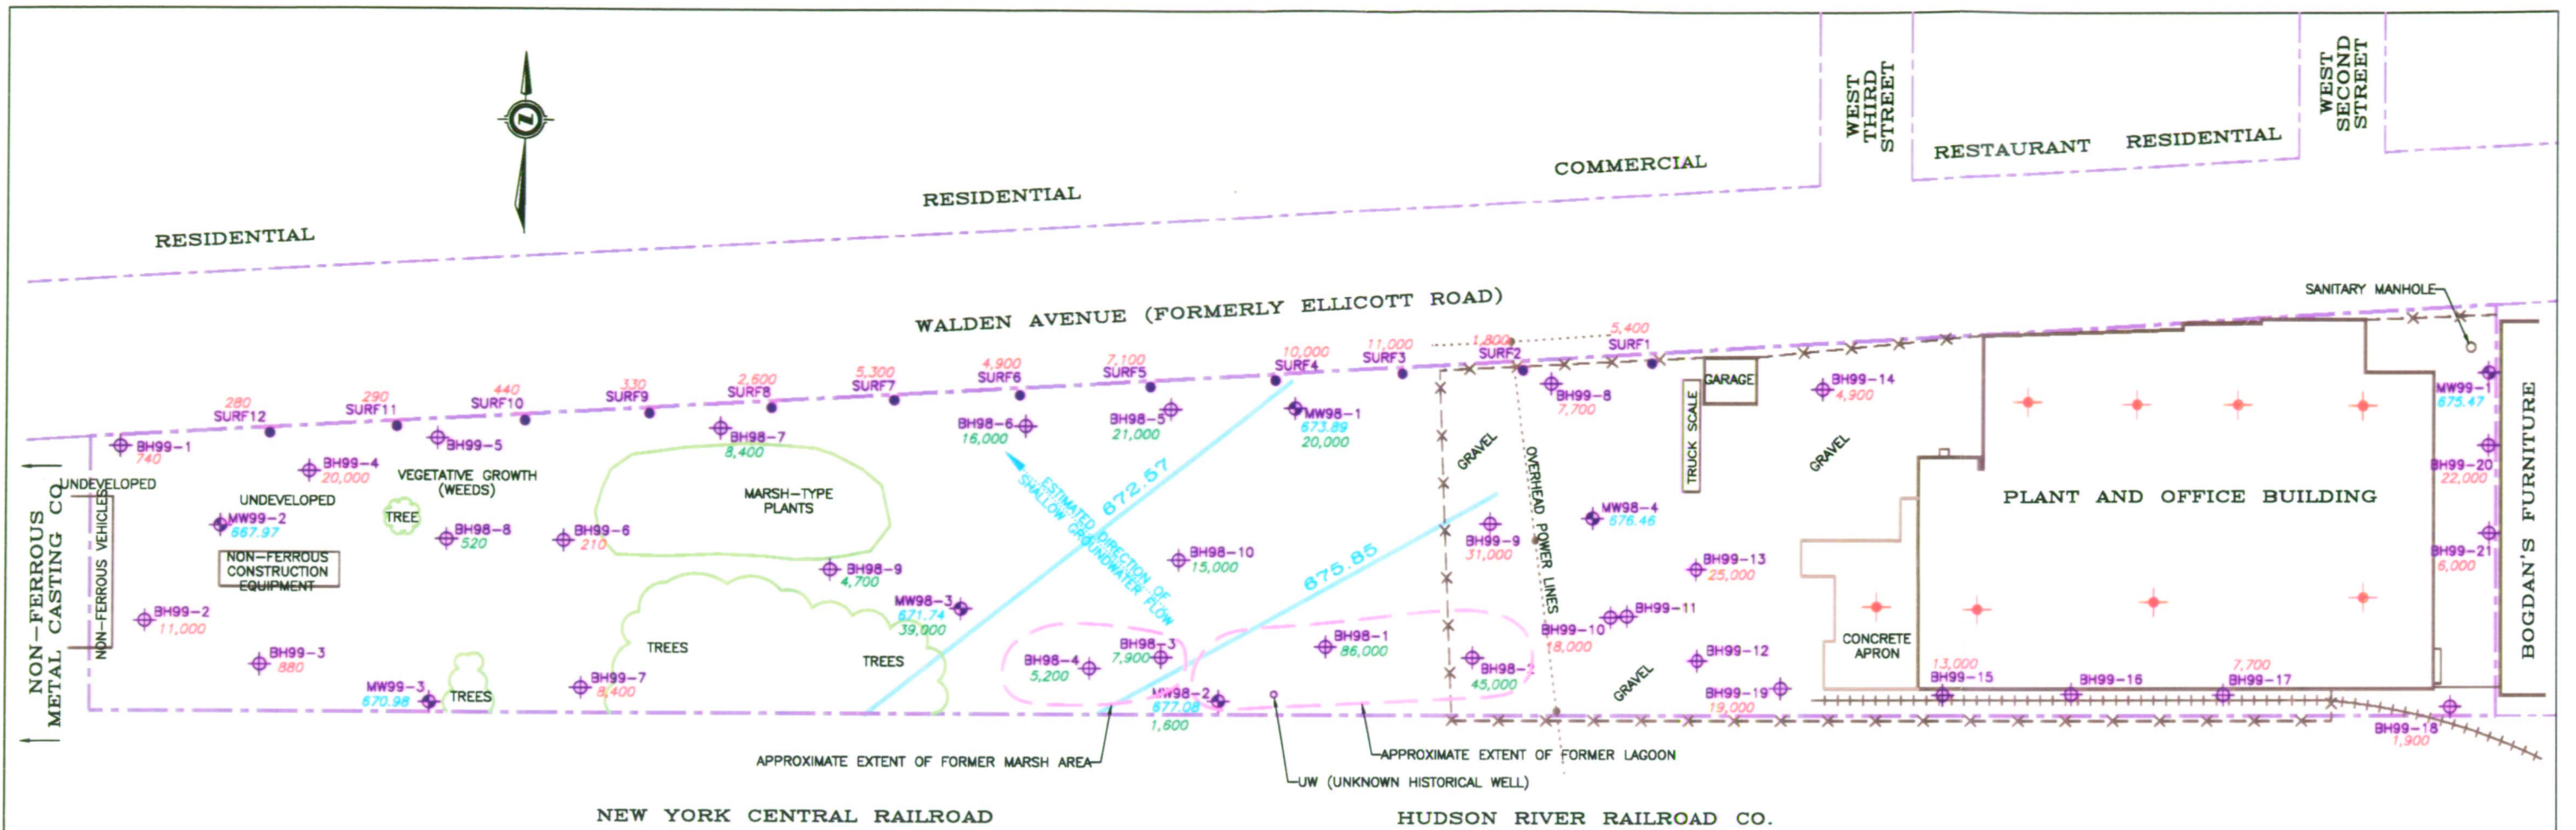 WEST
THIRD
STREET
WEST
SECOND
STREET
RESTAURANT
RESIDENTIAL
COMMERCIAL
RESIDENTIAL
RESIDENTIAL
WALDEN AVENUE (FORMERLY ELLICOTT ROAD)
SANITARY MANHOLE
280
SURF12
290
SURF11
440
SURF10
330
SURF9
2,600
SURF8
5,300
SURF7
4,900
SURF6
7,100
SURF5
10,000
SURF4
11,000
SURF3
1,800
SURF2
5,400
SURF1
BH99-1
740
BH99-4
20,000
BH99-5
BH98-7
8,400
BH98-6
16,000
BH98-5
21,000
MW98-1
673.89
20,000
BH99-8
7,700
GARAGE
TRUCK SCALE
BH99-14
4,900
MW99-1
675.47
BH99-20
22,000
BH99-21
6,000
BOGDAN'S FURNITURE
PLANT AND OFFICE BUILDING
UNDEVELOPED
UNDEVELOPED
VEGETATIVE GROWTH
(WEEDS)
MARSH-TYPE
PLANTS
TREE
MW99-2
667.97
NON-FERROUS
CONSTRUCTION
EQUIPMENT
NON-FERROUS VEHICLES
NON-FERROUS
METAL CASTING CO.
BH98-8
520
BH99-6
210
BH98-9
4,700
MW98-3
671.74
39,000
ESTIMATED DIRECTION OF
SHALLOW GROUNDWATER FLOW
672.57
675.85
BH98-10
15,000
GRAVEL
OVERHEAD POWER LINES
BH99-9
31,000
MW98-4
676.46
BH99-13
25,000
GRAVEL
BH99-10
18,000
BH99-11
BH99-12
GRAVEL
BH99-19
19,000
CONCRETE
APRON
13,000
BH99-15
BH99-16
7,700
BH99-17
BH99-18
1,900
BH99-2
11,000
BH99-3
880
MW99-3
670.98
TREES
BH99-7
8,400
TREES
TREES
BH98-4
5,200
BH98-3
7,900
BH98-1
86,000
BH98-2
45,000
MW98-2
677.08
1,600
APPROXIMATE EXTENT OF FORMER MARSH AREA
APPROXIMATE EXTENT OF FORMER LAGOON
UW (UNKNOWN HISTORICAL WELL)
NEW YORK CENTRAL RAILROAD
HUDSON RIVER RAILROAD CO.